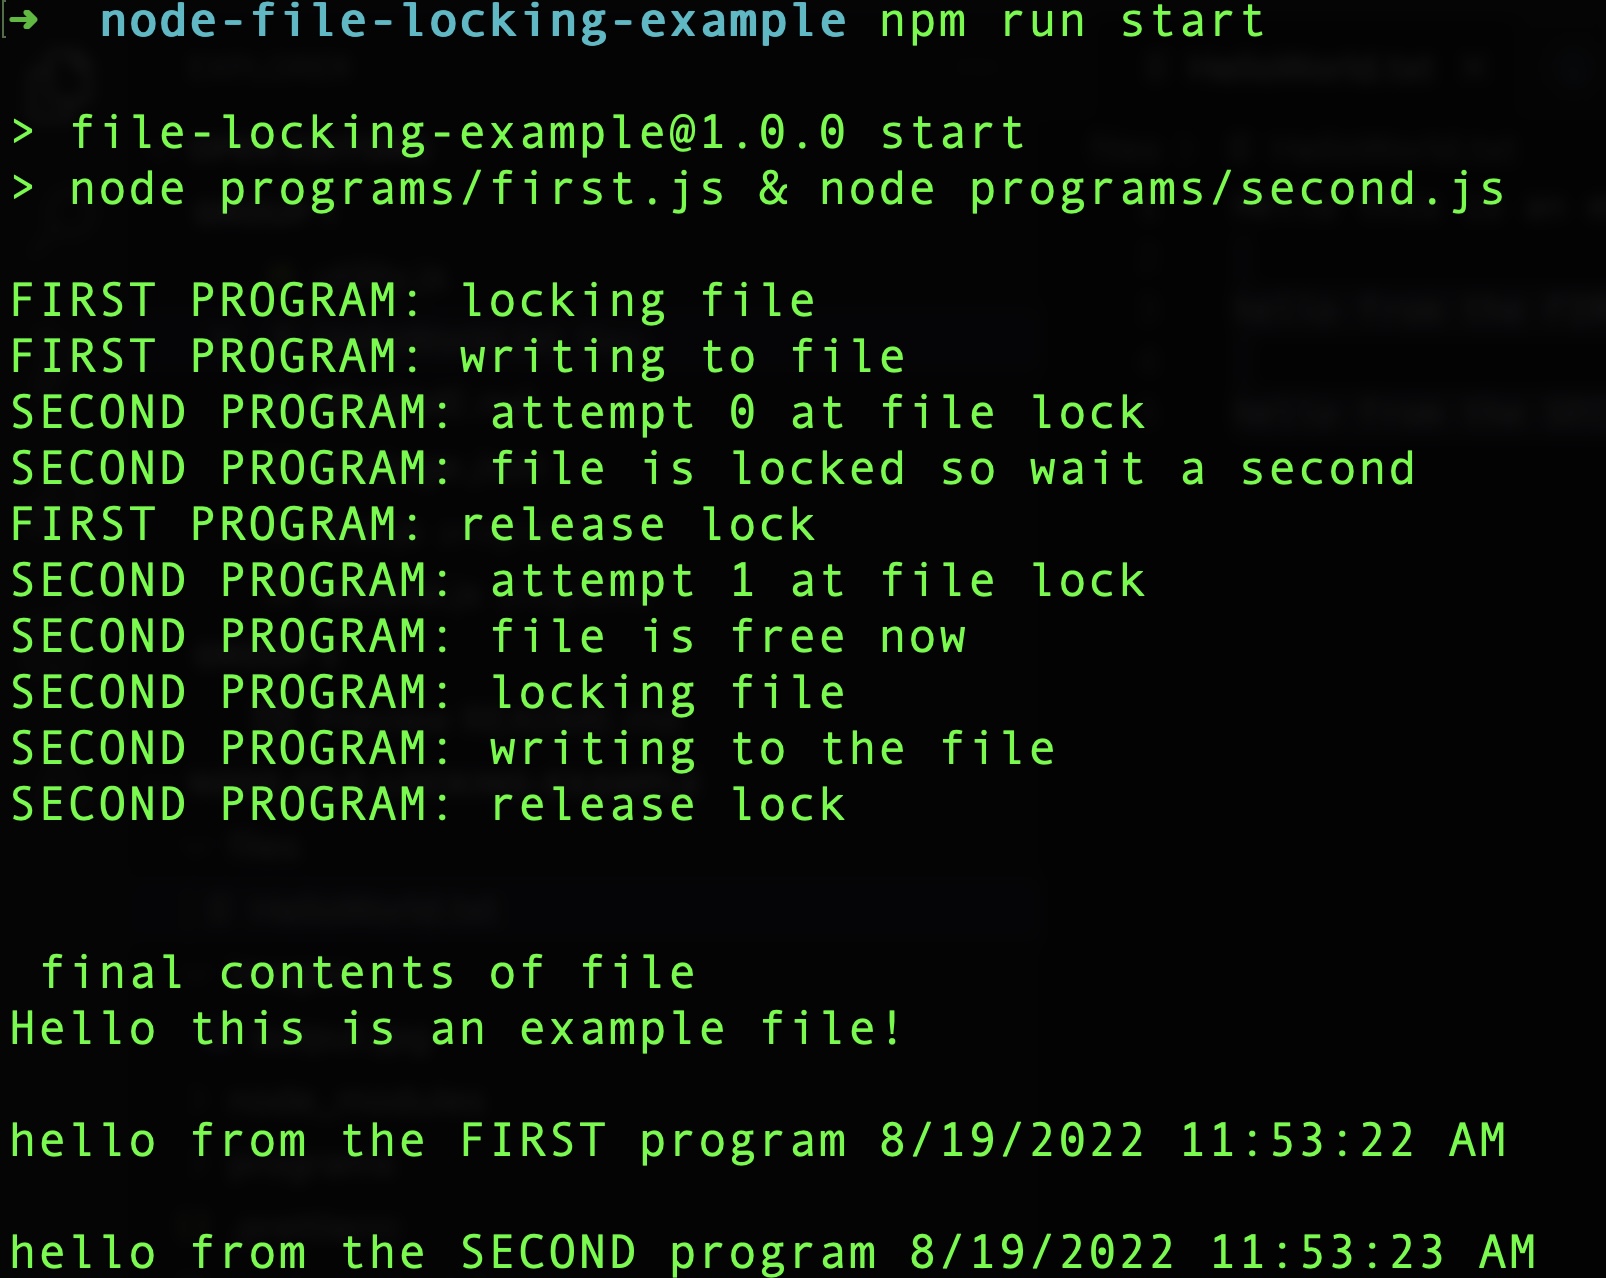 ➜  node-file-locking-example npm run start
> file-locking-example@1.0.0 start
> node programs/first.js & node programs/second.js
FIRST PROGRAM: locking file
FIRST PROGRAM: writing to file
SECOND PROGRAM: attempt 0 at file lock
SECOND PROGRAM: file is locked so wait a second
FIRST PROGRAM: release lock
SECOND PROGRAM: attempt 1 at file lock
SECOND PROGRAM: file is free now
SECOND PROGRAM: locking file
SECOND PROGRAM: writing to the file
SECOND PROGRAM: release lock
final contents of file
Hello this is an example file!
hello from the FIRST program 8/19/2022 11:53:22 AM
hello from the SECOND program 8/19/2022 11:53:23 AM